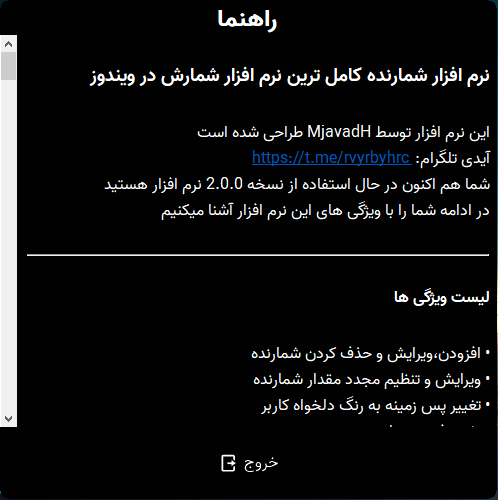 راهنما
نرم افزار شمارنده کامل ترین نرم افزار شمارش در ویندوز
این نرم افزار توسط MjavadH طراحی شده است
آیدی تلگرام: https://t.me/rvyrbyhrc
شما هم اکنون در حال استفاده از نسخه 2.0.0 نرم افزار هستید
در ادامه شما را با ویژگی های این نرم افزار آشنا میکنیم
لیست ویژگی ها
• افزودن،ویرایش و حذف کردن شمارنده
• ویرایش و تنظیم مجدد مقدار شمارنده
• تغییر پس زمینه به رنگ دلخواه کاربر
خروج